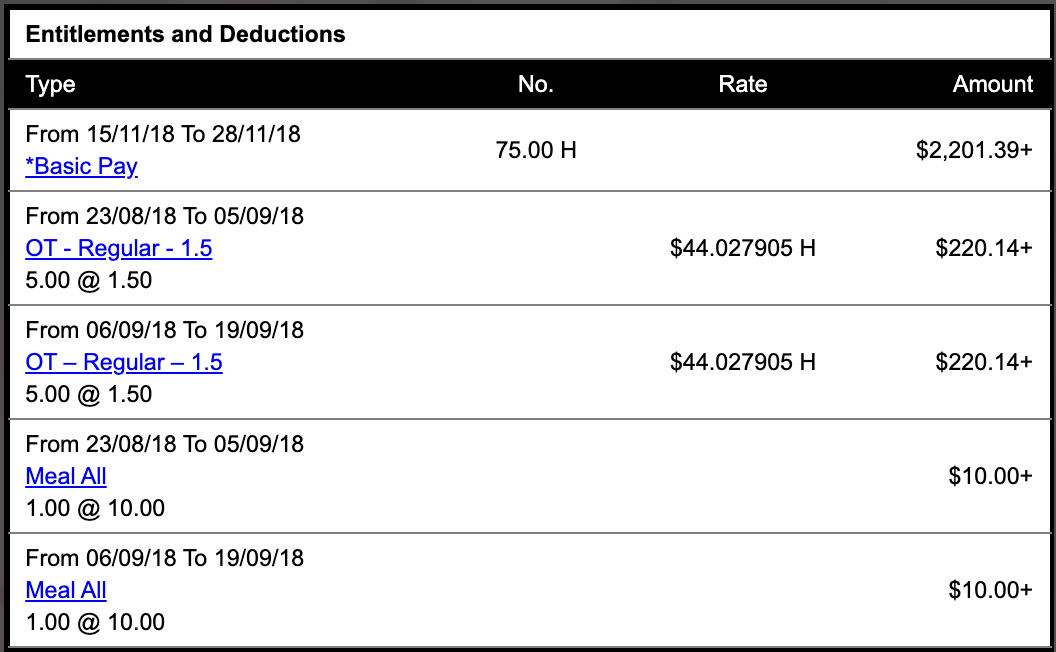 Entitlements and Deductions
Type No. Rate Amount
From 15/11/18 To 28/11/18
*Basic Pay 75.00 H $2,201.39+
From 23/08/18 To 05/09/18
OT - Regular - 1.5 $44.027905 H $220.14+
5.00 @ 1.50
From 06/09/18 To 19/09/18
OT – Regular – 1.5 $44.027905 H $220.14+
5.00 @ 1.50
From 23/08/18 To 05/09/18
Meal All $10.00+
1.00 @ 10.00
From 06/09/18 To 19/09/18
Meal All $10.00+
1.00 @ 10.00